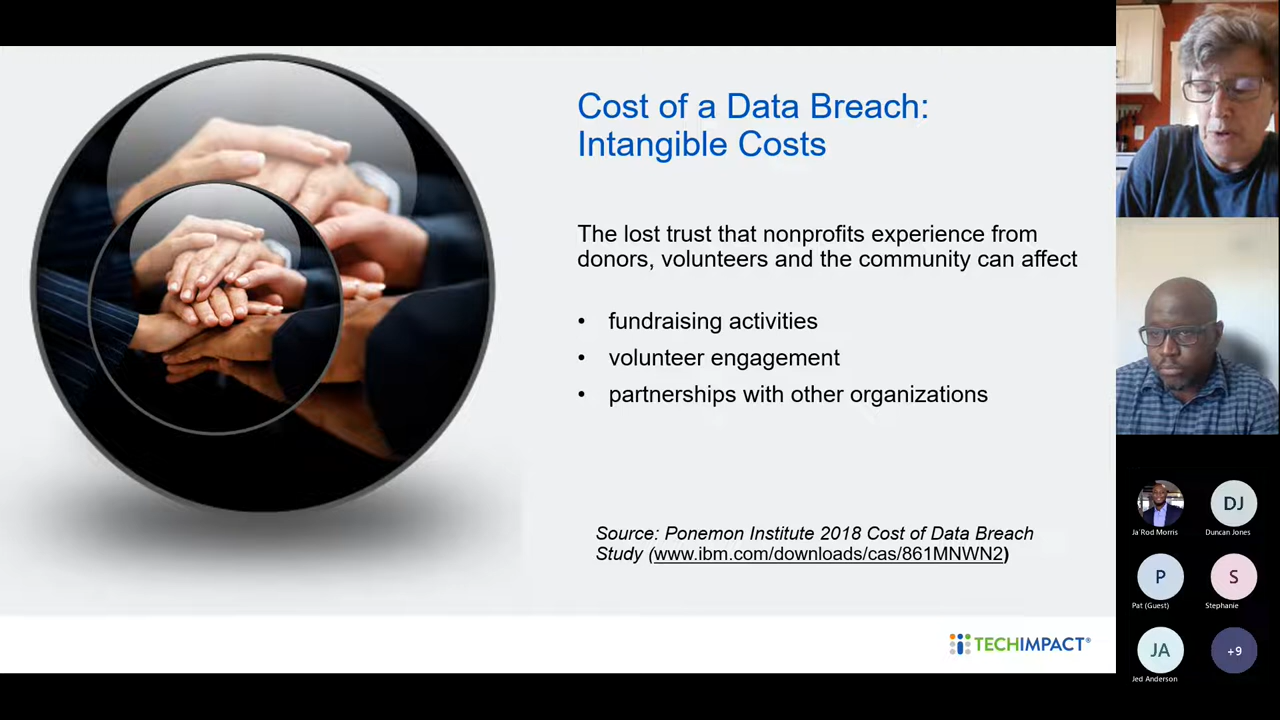 Cost of a Data Breach:
Intangible Costs
The lost trust that nonprofits experience from
donors, volunteers and the community can affect
• fundraising activities
• volunteer engagement
• partnerships with other organizations
Source: Ponemon Institute 2018 Cost of Data Breach
Study (www.ibm.com/downloads/cas/861MNWN2)
TECHIMPACT®
DJ
Ja'Rod Morris
Duncan Jones
P
S
Pat (Guest)
Stephanie
JA
+9
Jed Anderson